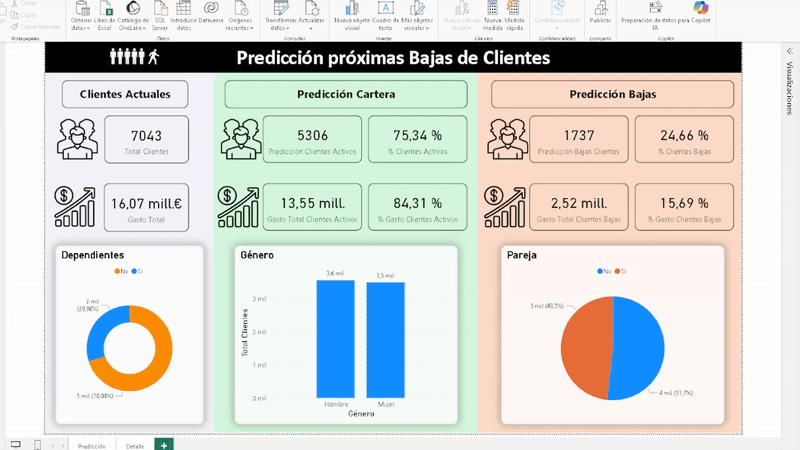 Cortar
Copiar
Copiar formato
Portapapeles
Obtener datos
Libro de Excel
Catálogo de OneLake
SQL Server
Introducir datos
Dataverse
Orígenes recientes
Datos
Transformar datos
Actualizar
Consultas
Nuevo objeto visual
Cuadro de texto
Más objetos visuales
Insertar
Nuevo cálculo visual
Nueva medida
Medida rápida
Cálculos
Confidencialidad
Confidencialidad
Publicar
Compartir
Preparación de datos para IA
Copilot
Copilot
Visualizaciones
Predicción próximas Bajas de Clientes
Clientes Actuales
Predicción Cartera
Predicción Bajas
7043
Total Clientes
5306
Predicción Clientes Activos
75,34 %
% Clientes Activos
1737
Predicción Bajas Clientes
24,66 %
% Clientes Bajas
16,07 mill.€
Gasto Total
13,55 mill.
Gasto Total Clientes Activos
84,31 %
% Gasto Clientes Activos
2,52 mill.
Gasto Total Clientes Bajas
15,69 %
% Gasto Clientes Bajas
Dependientes
No Sí
2 mil
(29,96%)
5 mil (70,04%)
Género
3,6 mil
3,5 mil
3 mil
2 mil
1 mil
0 mil
Total Clientes
Hombre
Mujer
Género
Pareja
No Sí
3 mil (48,3%)
4 mil (51,7%)
Predicción
Detalle